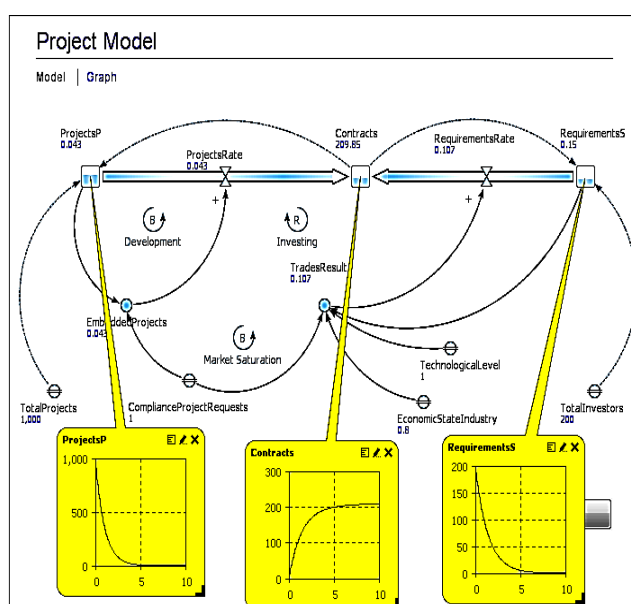 Project Model
Model | Graph
ProjectsP
0.043
Contracts
209.85
RequirementsRate
0.107
RequirementsS
0.15
ProjectsRate
0.043
+
+
B
Development
R
Investing
TradesResult
0.107
EmbeddedProjects
0.043
B
Market Saturation
TechnologicalLevel
1
TotalProjects
1,000
ComplianceProjectRequests
1
EconomicStateIndustry
0.8
TotalInvestors
200
ProjectsP
1,000
500
0
0 5 10
Contracts
300
200
100
0
0 5 10
RequirementsS
200
150
100
50
0
0 5 10